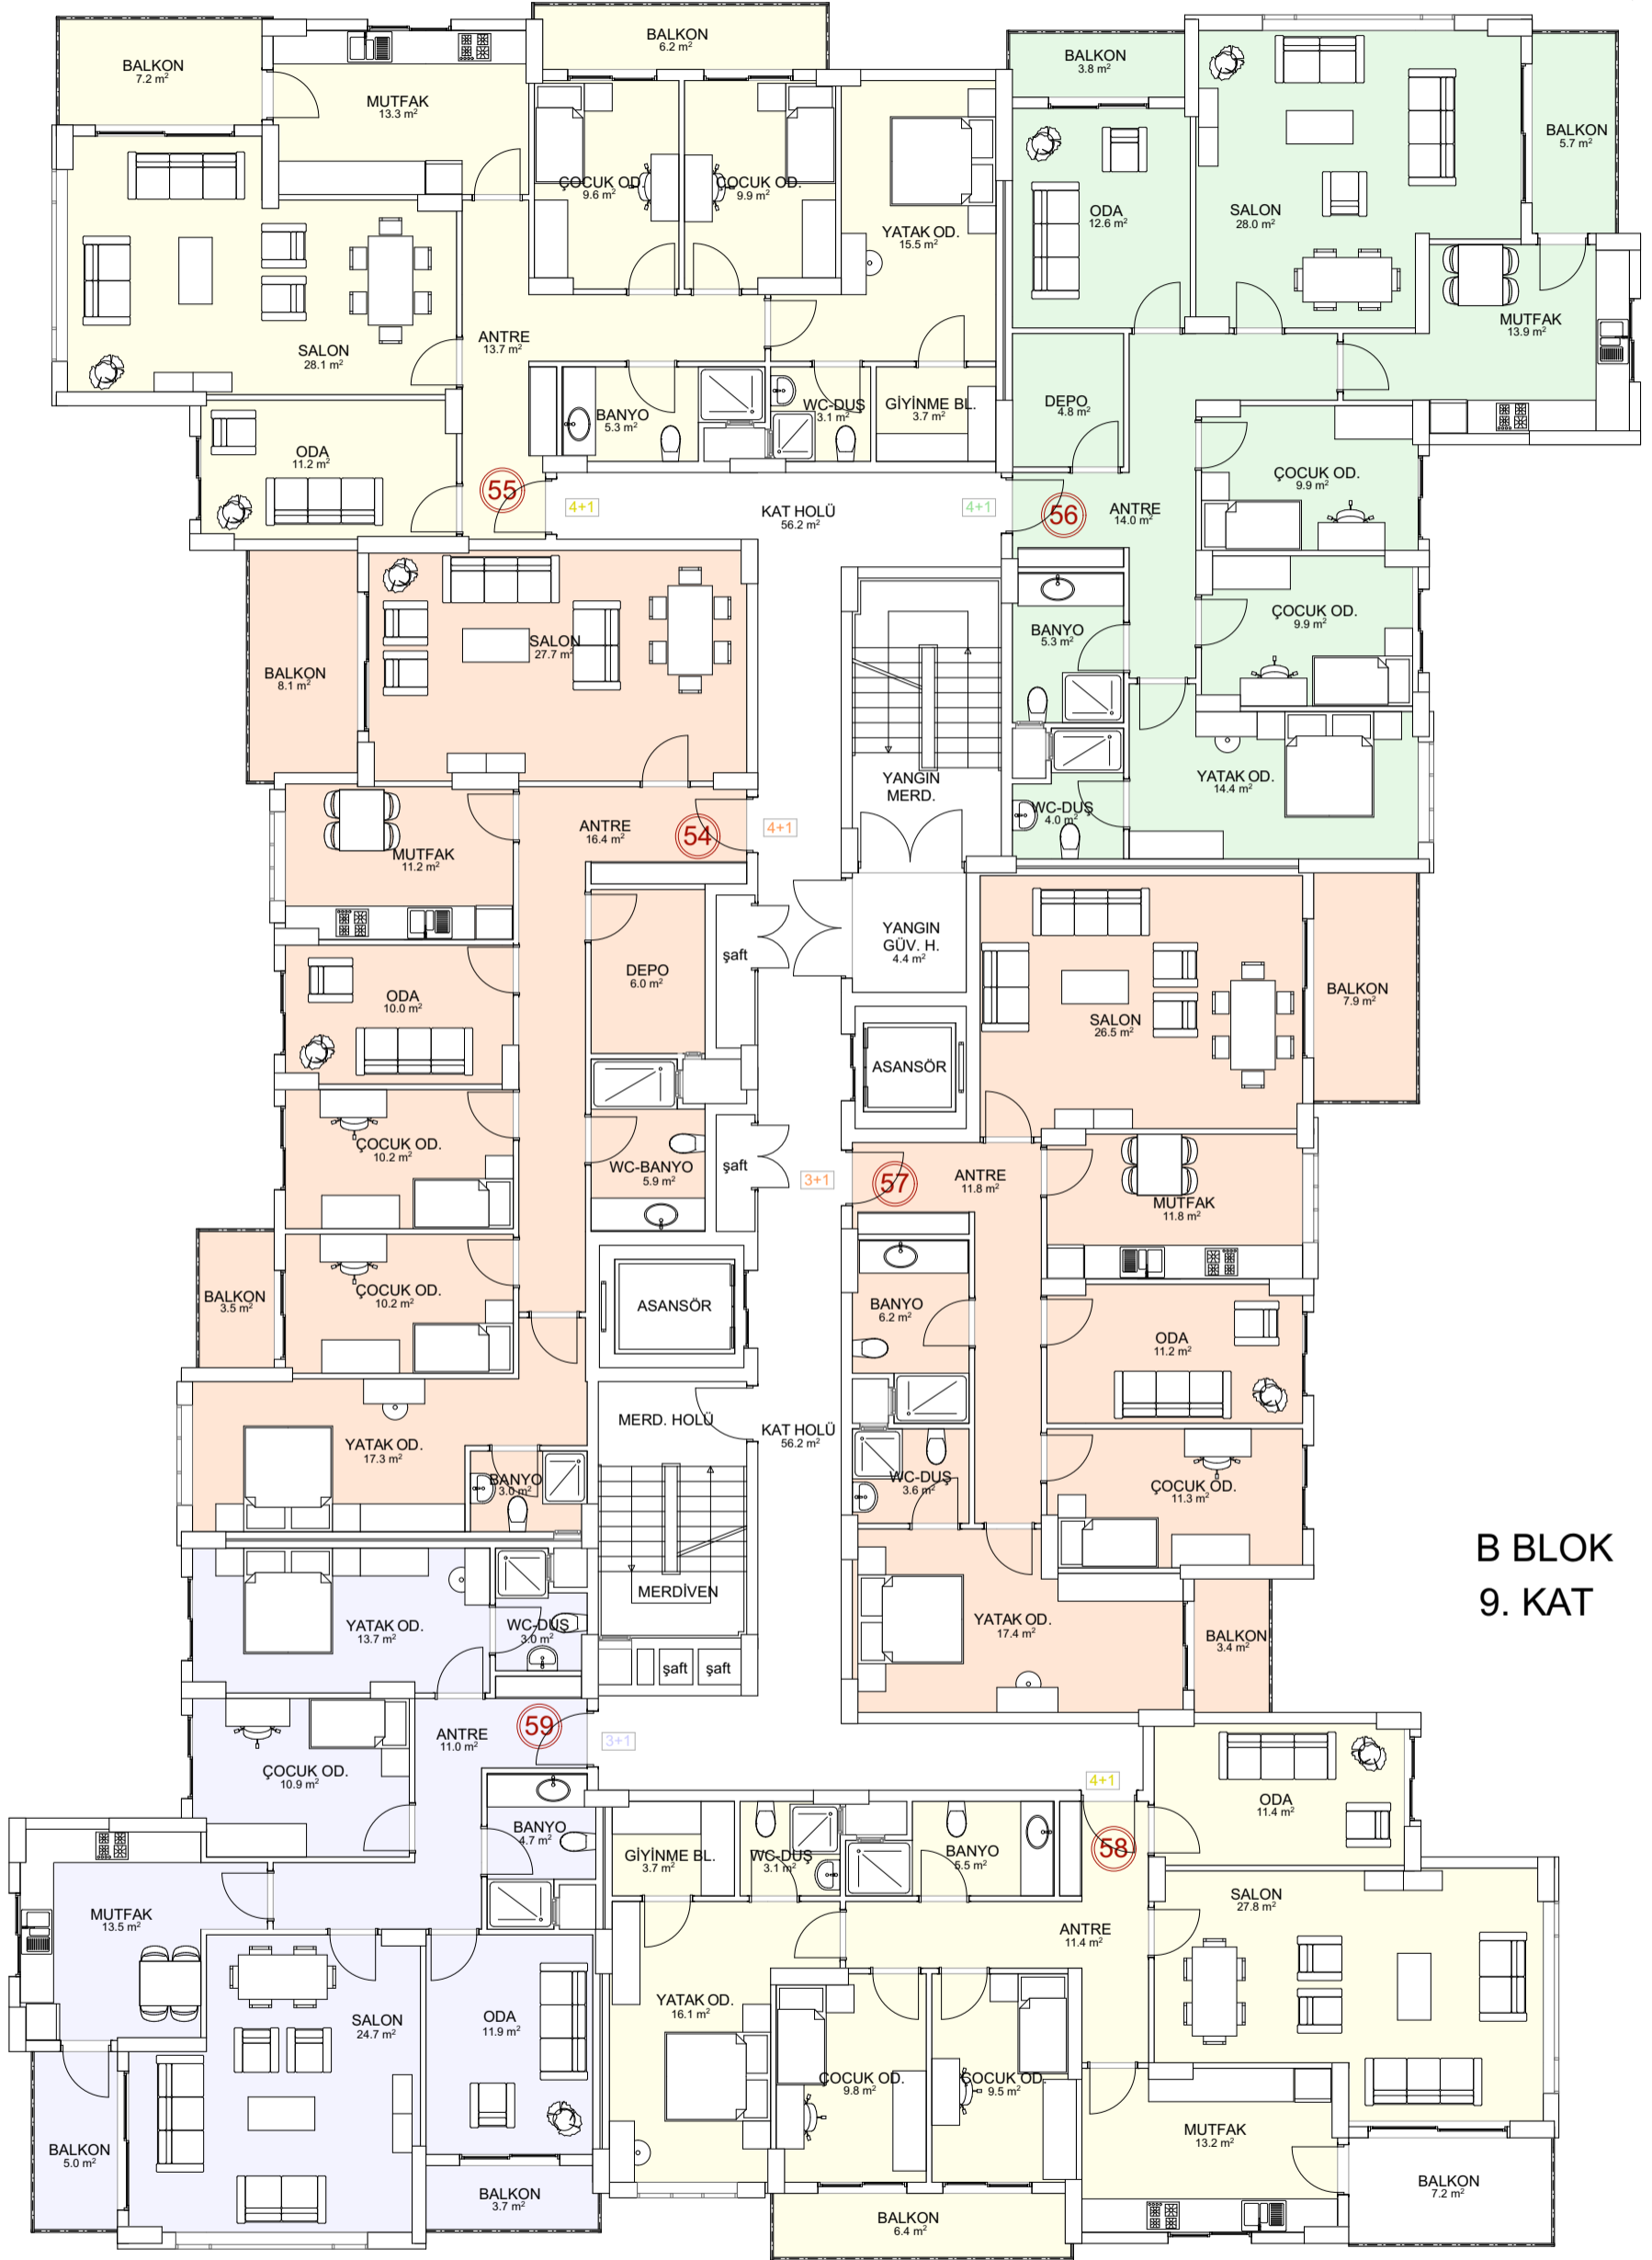 BALKON
7.2 m²
MUTFAK
13.3 m²
BALKON
6.2 m²
ÇOCUK OD.
9.6 m²
ÇOCUK OD.
9.9 m²
YATAK OD.
15.5 m²
SALON
28.1 m²
ANTRE
13.7 m²
BANYO
5.3 m²
WC-DUŞ
3.1 m²
GİYİNME BL.
3.7 m²
ODA
11.2 m²
55
4+1
KAT HOLÜ
56.2 m²
BALKON
3.8 m²
SALON
28.0 m²
BALKON
5.7 m²
ODA
12.6 m²
MUTFAK
13.9 m²
DEPO
4.8 m²
4+1
56
ANTRE
14.0 m²
ÇOCUK OD.
9.9 m²
ÇOCUK OD.
9.9 m²
BANYO
5.3 m²
YATAK OD.
14.4 m²
WC-DUŞ
4.0 m²
YANGIN
MERD.
BALKON
8.1 m²
SALON
27.7 m²
ANTRE
16.4 m²
54
4+1
MUTFAK
11.2 m²
DEPO
6.0 m²
şaft
ODA
10.0 m²
ÇOCUK OD.
10.2 m²
WC-BANYO
5.9 m²
şaft
BALKON
3.5 m²
ÇOCUK OD.
10.2 m²
ASANSÖR
YATAK OD.
17.3 m²
BANYO
3.0 m²
MERD. HOLÜ
KAT HOLÜ
56.2 m²
MERDİVEN
şaft
şaft
YANGIN
GÜV. H.
4.4 m²
ASANSÖR
SALON
26.5 m²
BALKON
7.9 m²
3+1
57
ANTRE
11.8 m²
MUTFAK
11.8 m²
BANYO
6.2 m²
ODA
11.2 m²
WC-DUŞ
3.6 m²
ÇOCUK OD.
11.3 m²
YATAK OD.
17.4 m²
BALKON
3.4 m²
B BLOK
9. KAT
YATAK OD.
13.7 m²
WC-DUŞ
3.0 m²
59
3+1
ANTRE
11.0 m²
ÇOCUK OD.
10.9 m²
BANYO
4.7 m²
MUTFAK
13.5 m²
SALON
24.7 m²
ODA
11.9 m²
BALKON
5.0 m²
BALKON
3.7 m²
4+1
58
ODA
11.4 m²
GİYİNME BL.
3.7 m²
WC-DUŞ
3.1 m²
BANYO
5.5 m²
SALON
27.8 m²
ANTRE
11.4 m²
YATAK OD.
16.1 m²
ÇOCUK OD.
9.8 m²
ÇOCUK OD.
9.5 m²
MUTFAK
13.2 m²
BALKON
7.2 m²
BALKON
6.4 m²